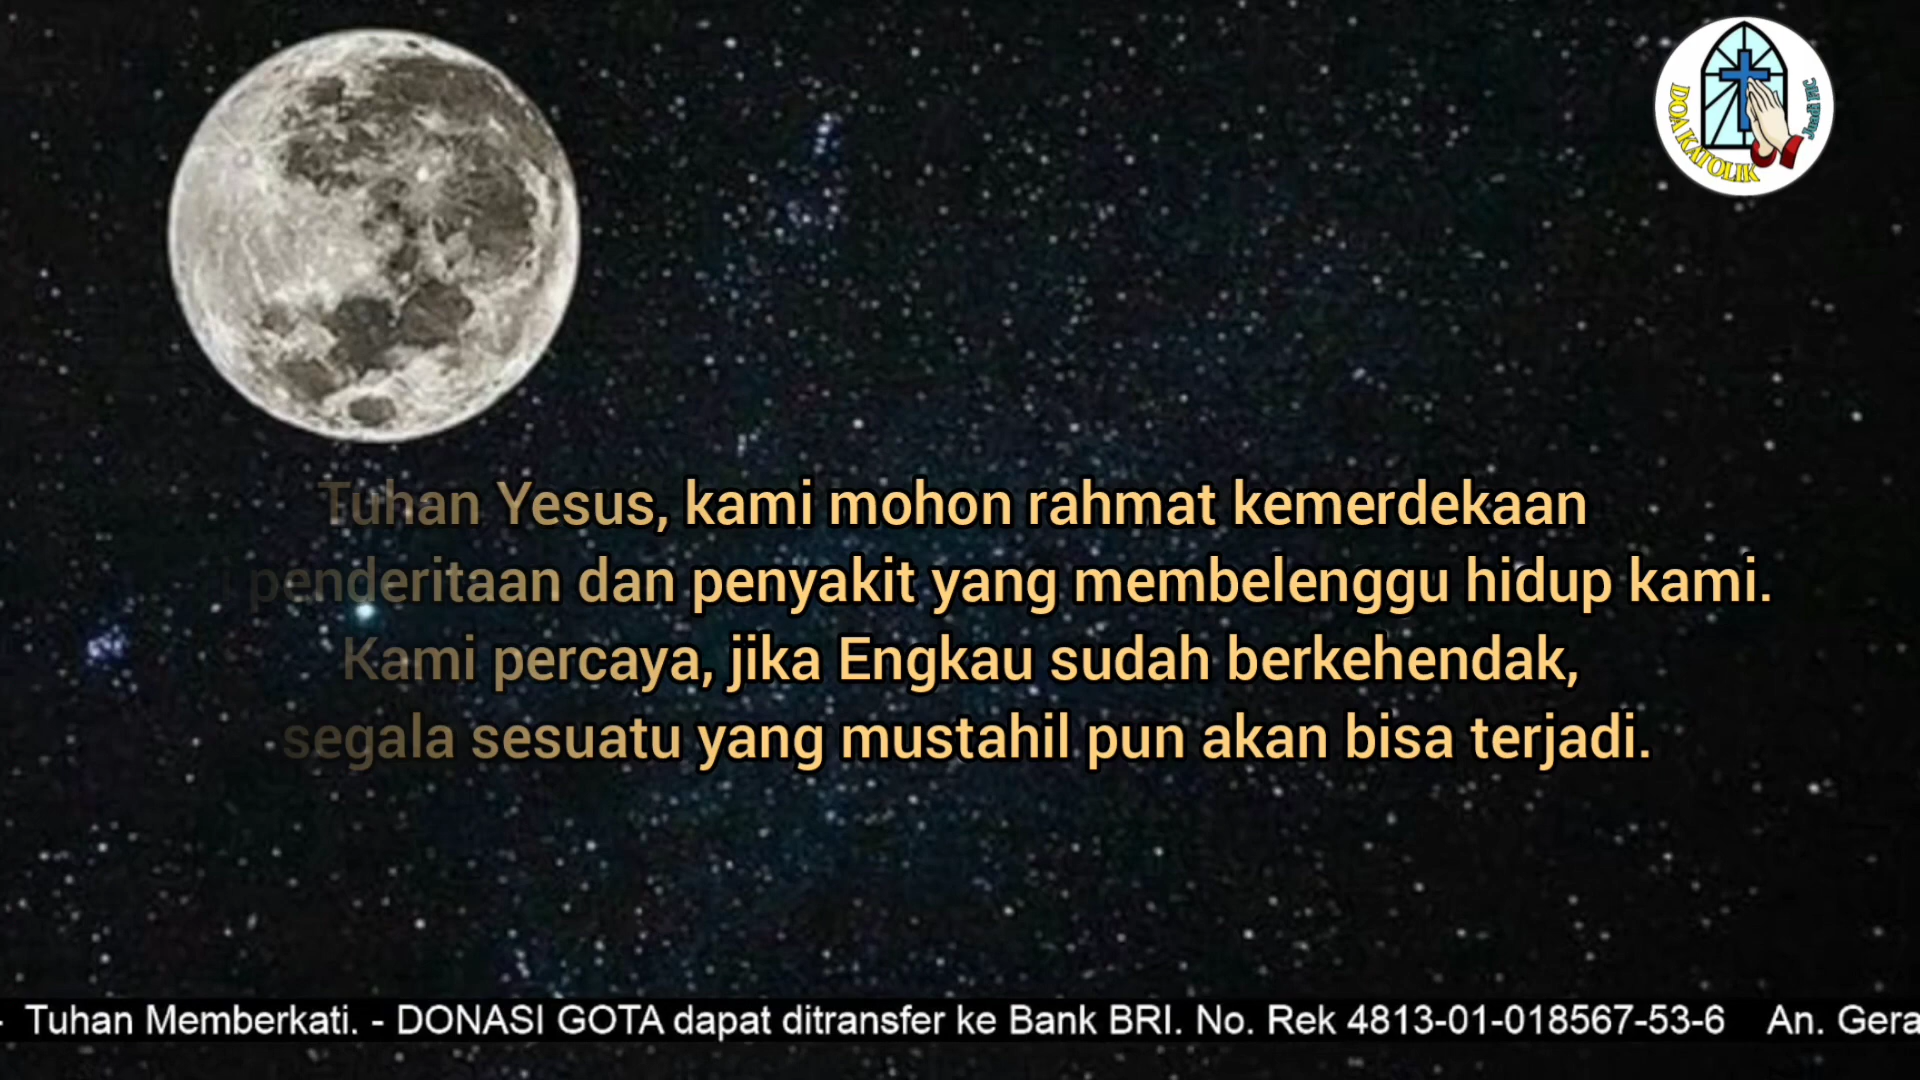 DOA KATOLIK
Tuhan Yesus, kami mohon rahmat kemerdekaan
penderitaan dan penyakit yang membelenggu hidup kami.
Kami percaya, jika Engkau sudah berkehendak,
segala sesuatu yang mustahil pun akan bisa terjadi.
- Tuhan Memberkati. - DONASI GOTA dapat ditransfer ke Bank BRI. No. Rek 4813-01-018567-53-6 An. Gera